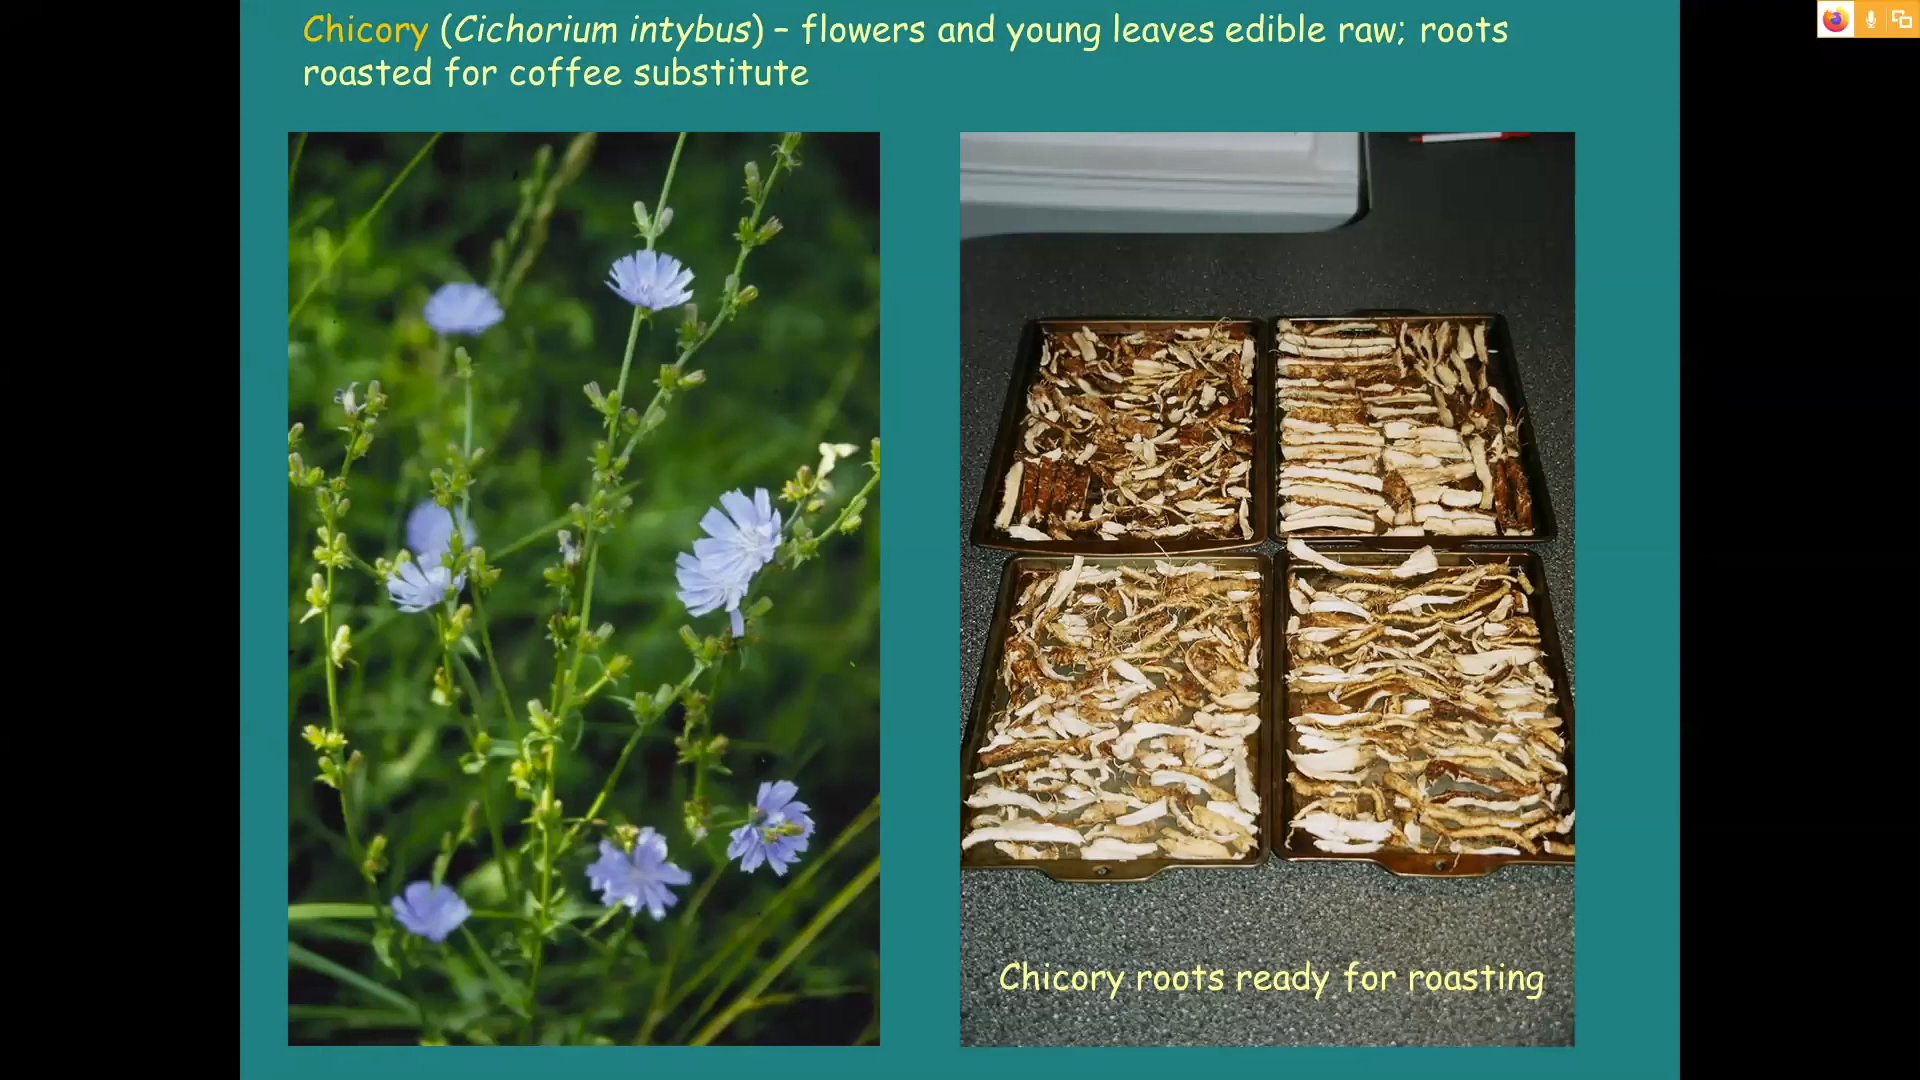 Chicory (Cichorium intybus) – flowers and young leaves edible raw; roots
roasted for coffee substitute
Chicory roots ready for roasting